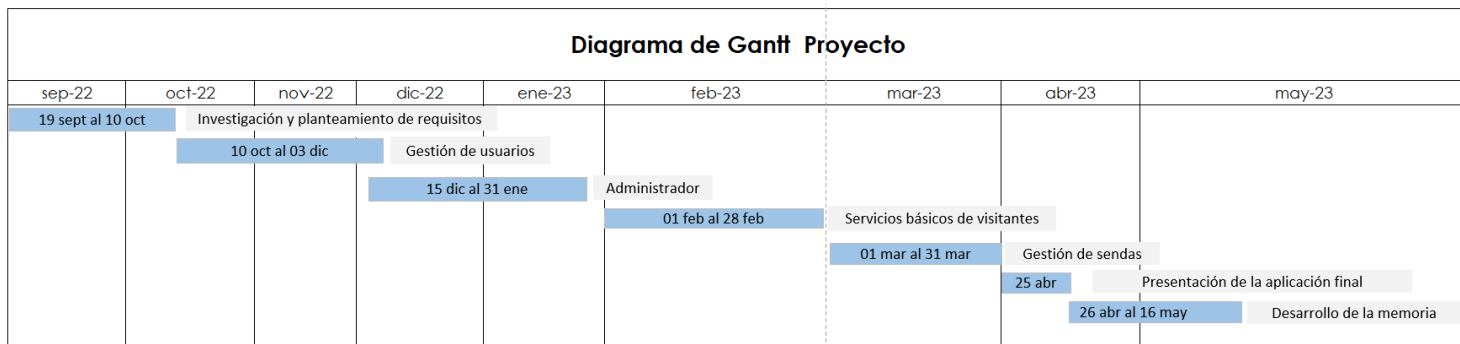 Diagrama de Gantt Proyecto
sep-22 oct-22 nov-22 dic-22 ene-23 feb-23 mar-23 abr-23 may-23
19 sept al 10 oct Investigación y planteamiento de requisitos
10 oct al 03 dic Gestión de usuarios
15 dic al 31 ene Administrador
01 feb al 28 feb Servicios básicos de visitantes
01 mar al 31 mar Gestión de sendas
25 abr Presentación de la aplicación final
26 abr al 16 may Desarrollo de la memoria